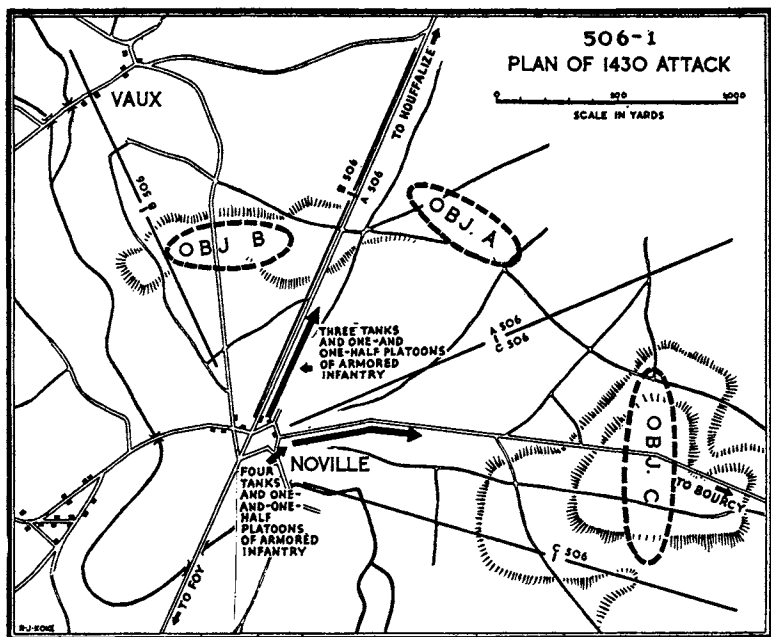 506-1
PLAN OF 1430 ATTACK
0 500 1000
SCALE IN YARDS
VAUX
TO HOUFFALIZE
B 506
B 506
A 506
OBJ. A
OBJ B
A 506
C 506
THREE TANKS
AND ONE-AND
ONE-HALF PLATOONS
OF ARMORED
INFANTRY
OBJ. C
NOVILLE
TO BOURCY
FOUR
TANKS
AND ONE-
AND-ONE-
HALF
PLATOONS
OF ARMORED
INFANTRY
C 506
TO FOY